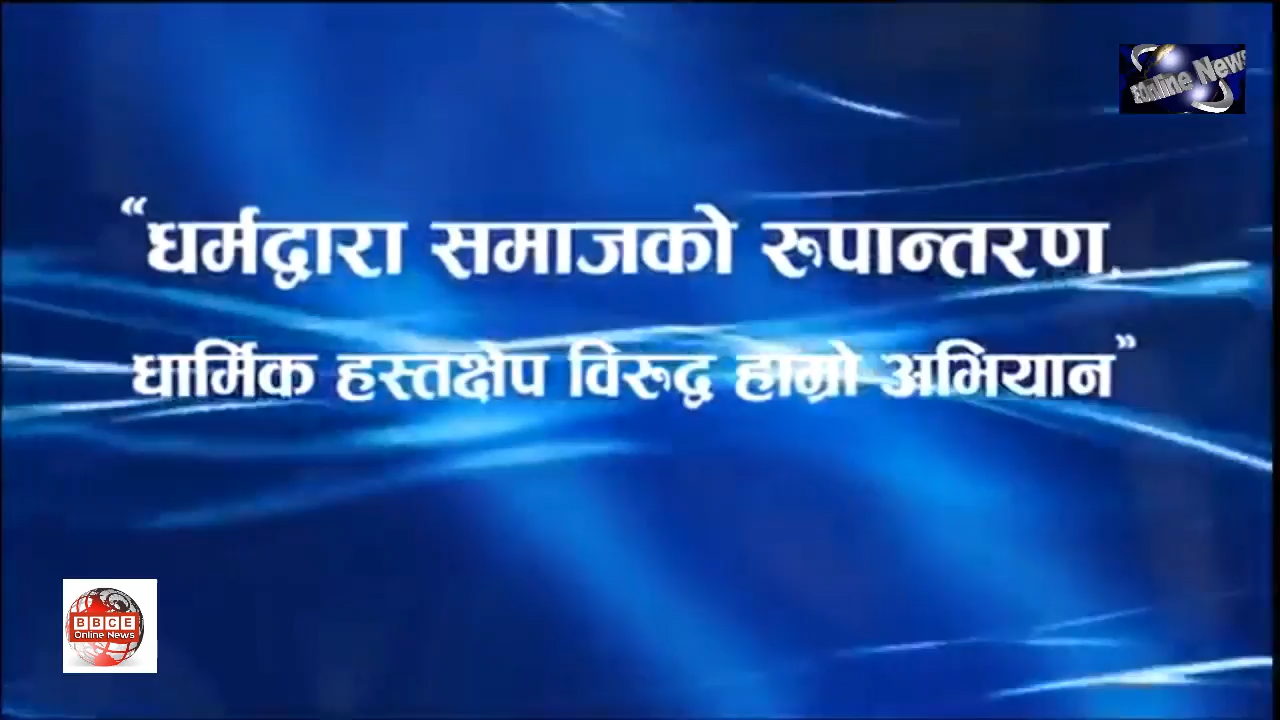 Online News
“धर्मद्वारा समाजको रुपान्तरण,
धार्मिक हस्तक्षेप विरूद्ध हाम्रो अभियान”
BBCE
Online News